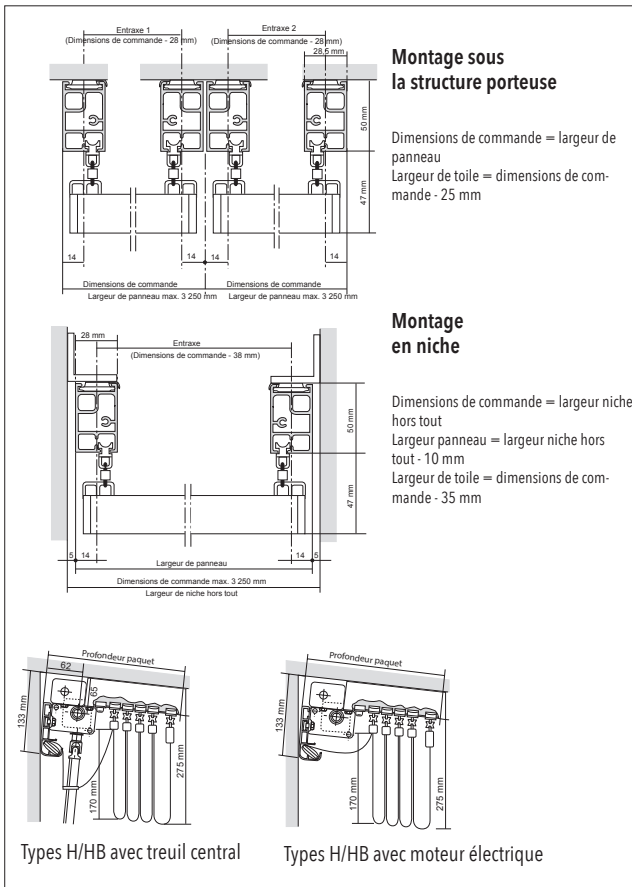 Entraxe 1
(Dimensions de commande - 28 mm)
Entraxe 2
(Dimensions de commande - 28 mm)
28,5 mm
50 mm
47 mm
14
14
14
14
Dimensions de commande
Largeur de panneau max. 3 250 mm
Dimensions de commande
Largeur de panneau max. 3 250 mm
Montage sous
la structure porteuse
Dimensions de commande = largeur de
panneau
Largeur de toile = dimensions de com-
mande - 25 mm
28 mm
Entraxe
(Dimensions de commande - 38 mm)
50 mm
47 mm
5
14
14
5
Largeur de panneau
Dimensions de commande max. 3 250 mm
Largeur de niche hors tout
Montage
en niche
Dimensions de commande = largeur niche
hors tout
Largeur panneau = largeur niche hors
tout - 10 mm
Largeur de toile = dimensions de com-
mande - 35 mm
Profondeur paquet
62
65
133 mm
170 mm
275 mm
Types H/HB avec treuil central
Profondeur paquet
133 mm
170 mm
275 mm
Types H/HB avec moteur électrique